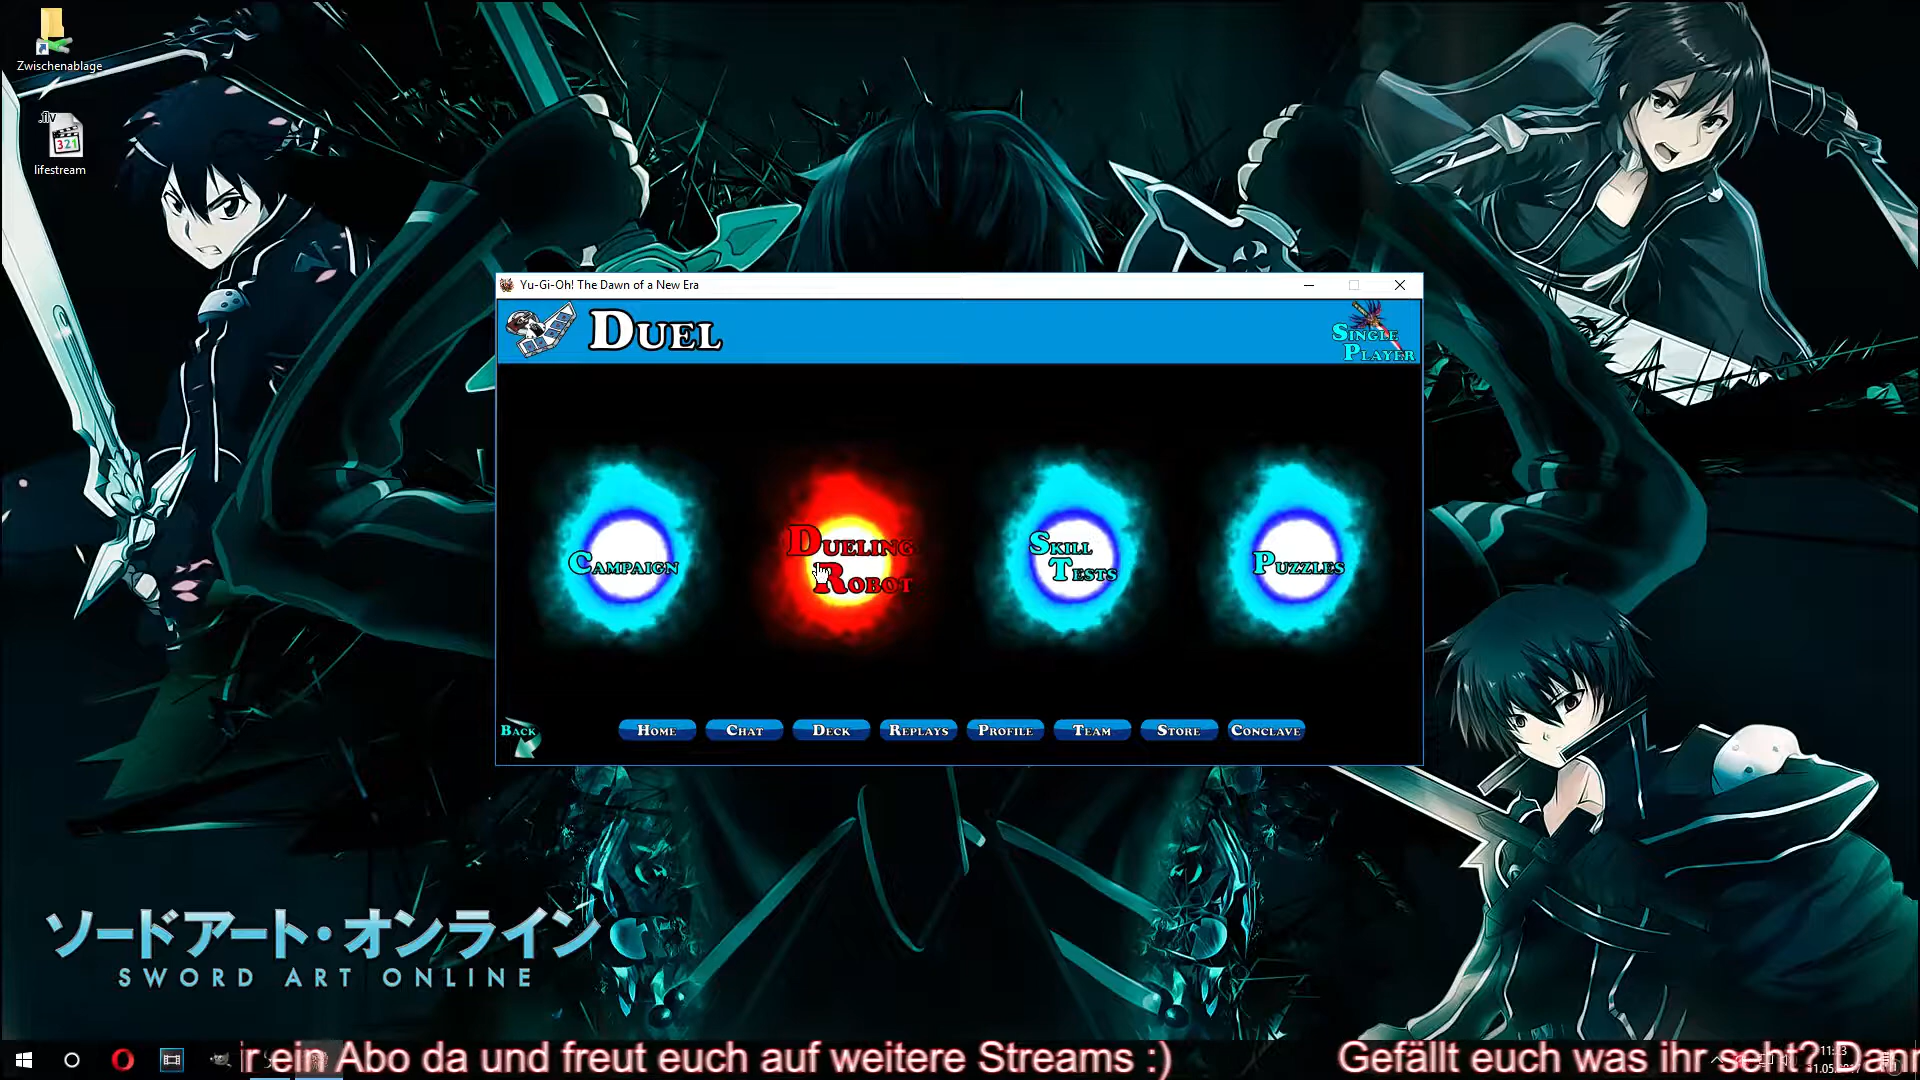 Zwischenablage
.flv
321
lifestream
Yu-Gi-Oh! The Dawn of a New Era
DUEL
SINGLE
PLAYER
CAMPAIGN
DUELING
ROBOT
SKILL
TESTS
PUZZLES
BACK
HOME
CHAT
DECK
REPLAYS
PROFILE
TEAM
STORE
CONCLAVE
ソードアート・オンライン
SWORD ART ONLINE
ir ein Abo da und freut euch auf weitere Streams :)
Gefällt euch was ihr seht? Dann